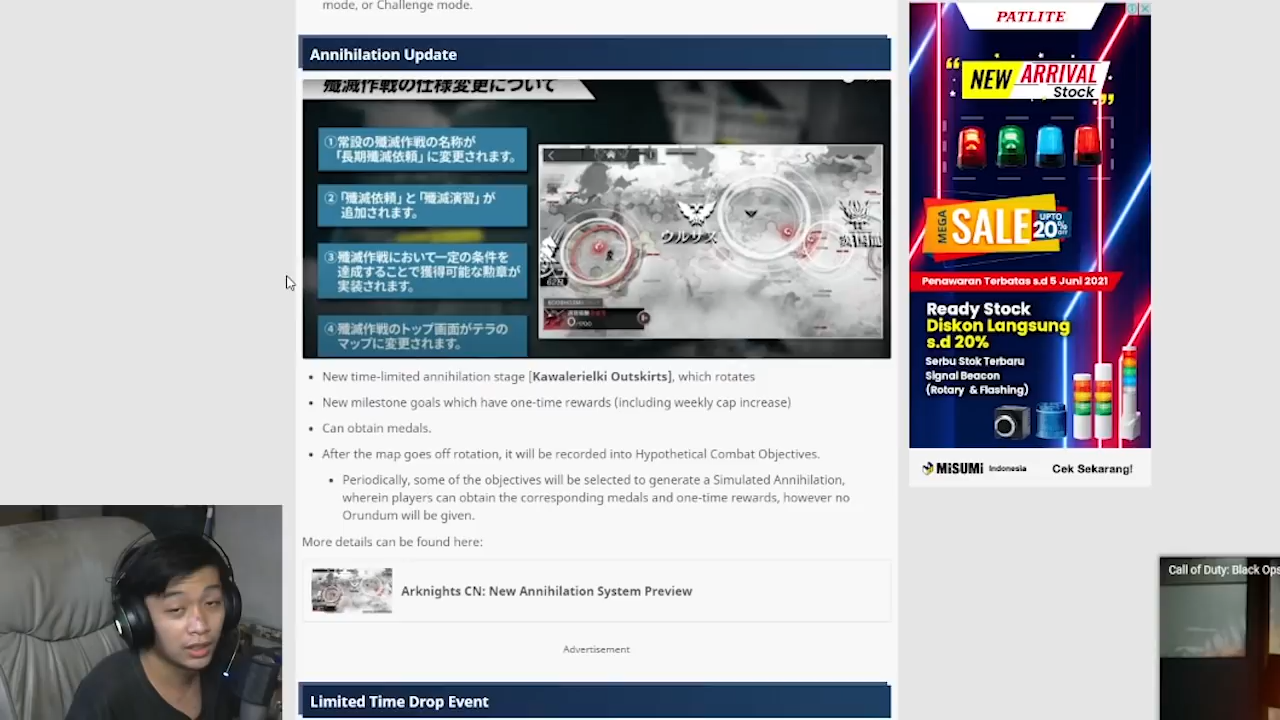 mode, or Challenge mode.
Annihilation Update
殲滅作戦の仕様変更について
①常設の殲滅作戦の名称が
「長期殲滅依頼」に変更されます。
②「殲滅依頼」と「殲滅演習」が
追加されます。
③殲滅作戦において一定の条件を
達成することで獲得可能な勲章が
実装されます。
④殲滅作戦のトップ画面がテラの
マップに変更されます。
ウルサス
New time-limited annihilation stage [Kawalerielki Outskirts], which rotates
New milestone goals which have one-time rewards (including weekly cap increase)
Can obtain medals.
After the map goes off rotation, it will be recorded into Hypothetical Combat Objectives.
Periodically, some of the objectives will be selected to generate a Simulated Annihilation,
wherein players can obtain the corresponding medals and one-time rewards, however no
Orundum will be given.
More details can be found here:
Arknights CN: New Annihilation System Preview
Advertisement
Limited Time Drop Event
PATLITE
“NEW ARRIVAL
Stock”
MEGA SALE UPTO 20% OFF
Penawaran Terbatas s.d 5 Juni 2021
Ready Stock
Diskon Langsung
s.d 20%
Serbu Stok Terbaru
Signal Beacon
(Rotary & Flashing)
MiSUMi Indonesia Cek Sekarang!
Call of Duty: Black Ops